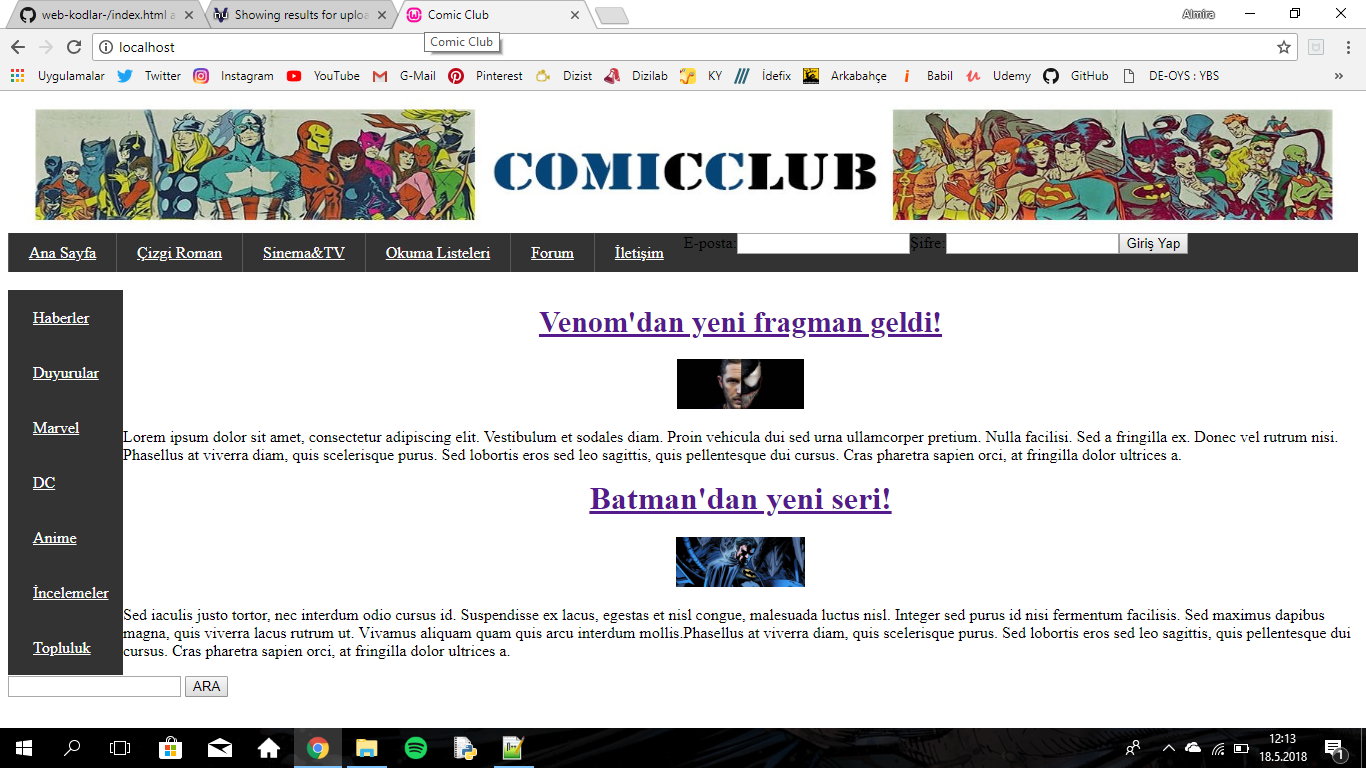 web-kodlar-/index.html a
Showing results for uploa
Comic Club
Almira
localhost
Comic Club
Uygulamalar Twitter Instagram YouTube G-Mail Pinterest Dizist Dizilab KY İdefix Arkabahçe Babil Udemy GitHub DE-OYS : YBS »
COMICCLUB
Ana Sayfa Çizgi Roman Sinema&TV Okuma Listeleri Forum İletişim E-posta: Şifre: Giriş Yap
Haberler
Duyurular
Marvel
DC
Anime
İncelemeler
Topluluk
Venom'dan yeni fragman geldi!
Lorem ipsum dolor sit amet, consectetur adipiscing elit. Vestibulum et sodales diam. Proin vehicula dui sed urna ullamcorper pretium. Nulla facilisi. Sed a fringilla ex. Donec vel rutrum nisi.
Phasellus at viverra diam, quis scelerisque purus. Sed lobortis eros sed leo sagittis, quis pellentesque dui cursus. Cras pharetra sapien orci, at fringilla dolor ultrices a.
Batman'dan yeni seri!
Sed iaculis justo tortor, nec interdum odio cursus id. Suspendisse ex lacus, egestas et nisl congue, malesuada luctus nisl. Integer sed purus id nisi fermentum facilisis. Sed maximus dapibus
magna, quis viverra lacus rutrum ut. Vivamus aliquam quam quis arcu interdum mollis.Phasellus at viverra diam, quis scelerisque purus. Sed lobortis eros sed leo sagittis, quis pellentesque dui
cursus. Cras pharetra sapien orci, at fringilla dolor ultrices a.
ARA
12:13
18.5.2018
1